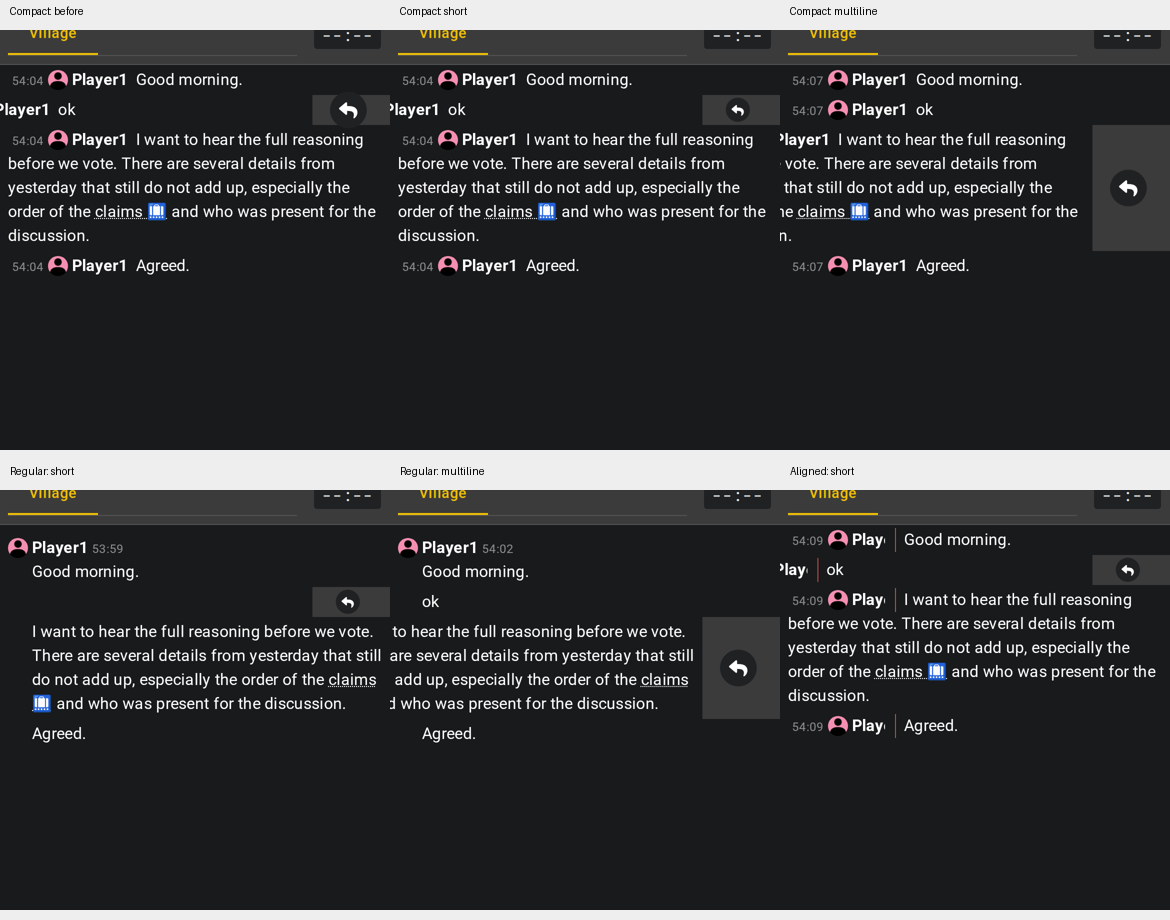 Compact before
Village
--:--
54:04 Player1 Good morning.
Player1 ok
54:04 Player1 I want to hear the full reasoning
before we vote. There are several details from
yesterday that still do not add up, especially the
order of the claims and who was present for the
discussion.
54:04 Player1 Agreed.
Compact short
Village
--:--
54:04 Player1 Good morning.
Player1 ok
54:04 Player1 I want to hear the full reasoning
before we vote. There are several details from
yesterday that still do not add up, especially the
order of the claims and who was present for the
discussion.
54:04 Player1 Agreed.
Compact multiline
Village
--:--
54:07 Player1 Good morning.
54:07 Player1 ok
Player1 I want to hear the full reasoning
vote. There are several details from
that still do not add up, especially the
claims and who was present for the
n.
54:07 Player1 Agreed.
Regular: short
Village
--:--
Player1 53:59
Good morning.
I want to hear the full reasoning before we vote.
There are several details from yesterday that still
do not add up, especially the order of the claims
and who was present for the discussion.
Agreed.
Regular: multiline
Village
--:--
Player1 54:02
Good morning.
ok
to hear the full reasoning before we vote.
are several details from yesterday that still
add up, especially the order of the claims
who was present for the discussion.
Agreed.
Aligned: short
Village
--:--
54:09 Play Good morning.
Play ok
54:09 Play I want to hear the full reasoning
before we vote. There are several details from
yesterday that still do not add up, especially the
order of the claims and who was present for the
discussion.
54:09 Play Agreed.